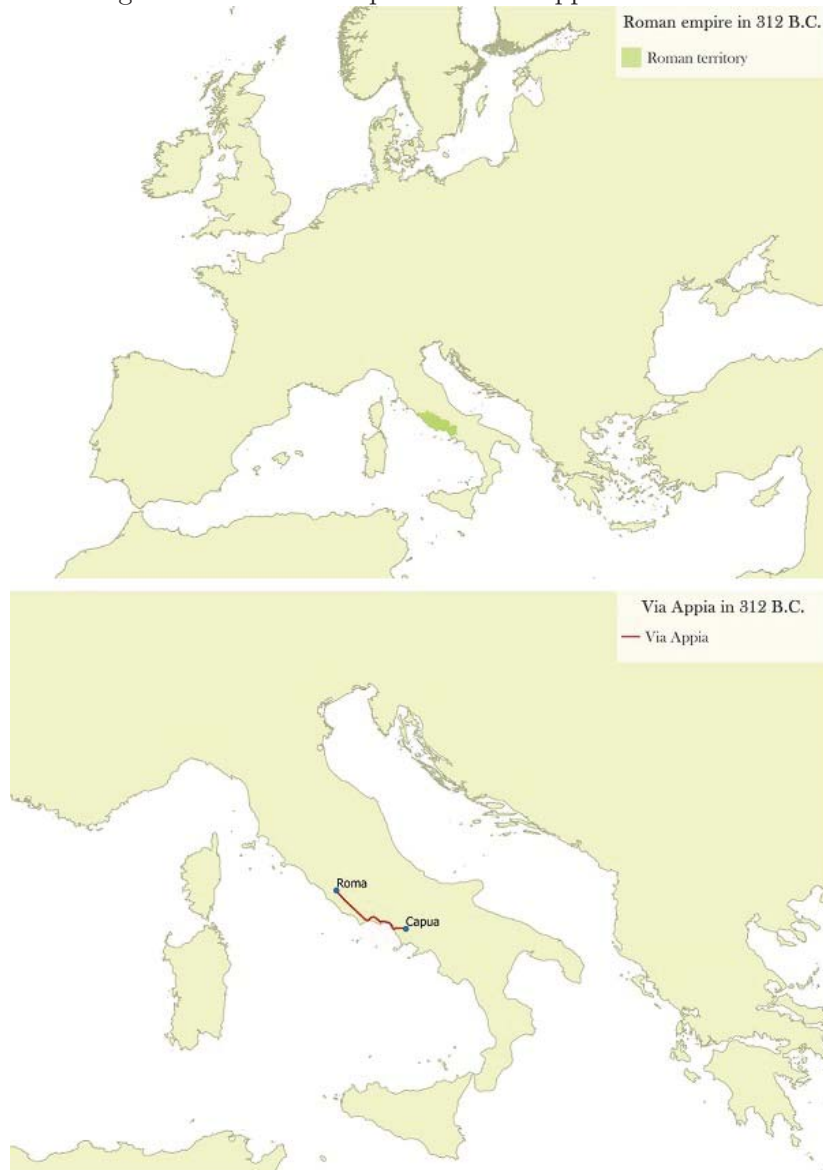 Roman empire in 312 B.C.
Roman territory
Via Appia in 312 B.C.
Via Appia
Roma
Capua